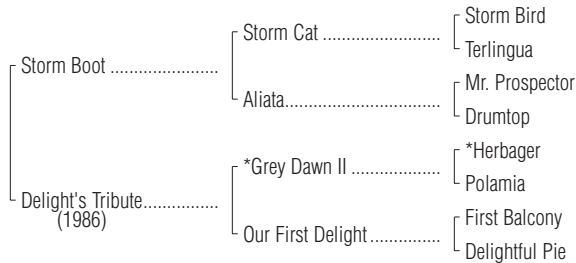 Storm Bird
Storm Cat ........................
Terlingua
Storm Boot ......................
Mr. Prospector
Aliata................................
Drumtop
*Herbager
*Grey Dawn II ..................
Polamia
Delight's Tribute...............
(1986)
First Balcony
Our First Delight..............
Delightful Pie